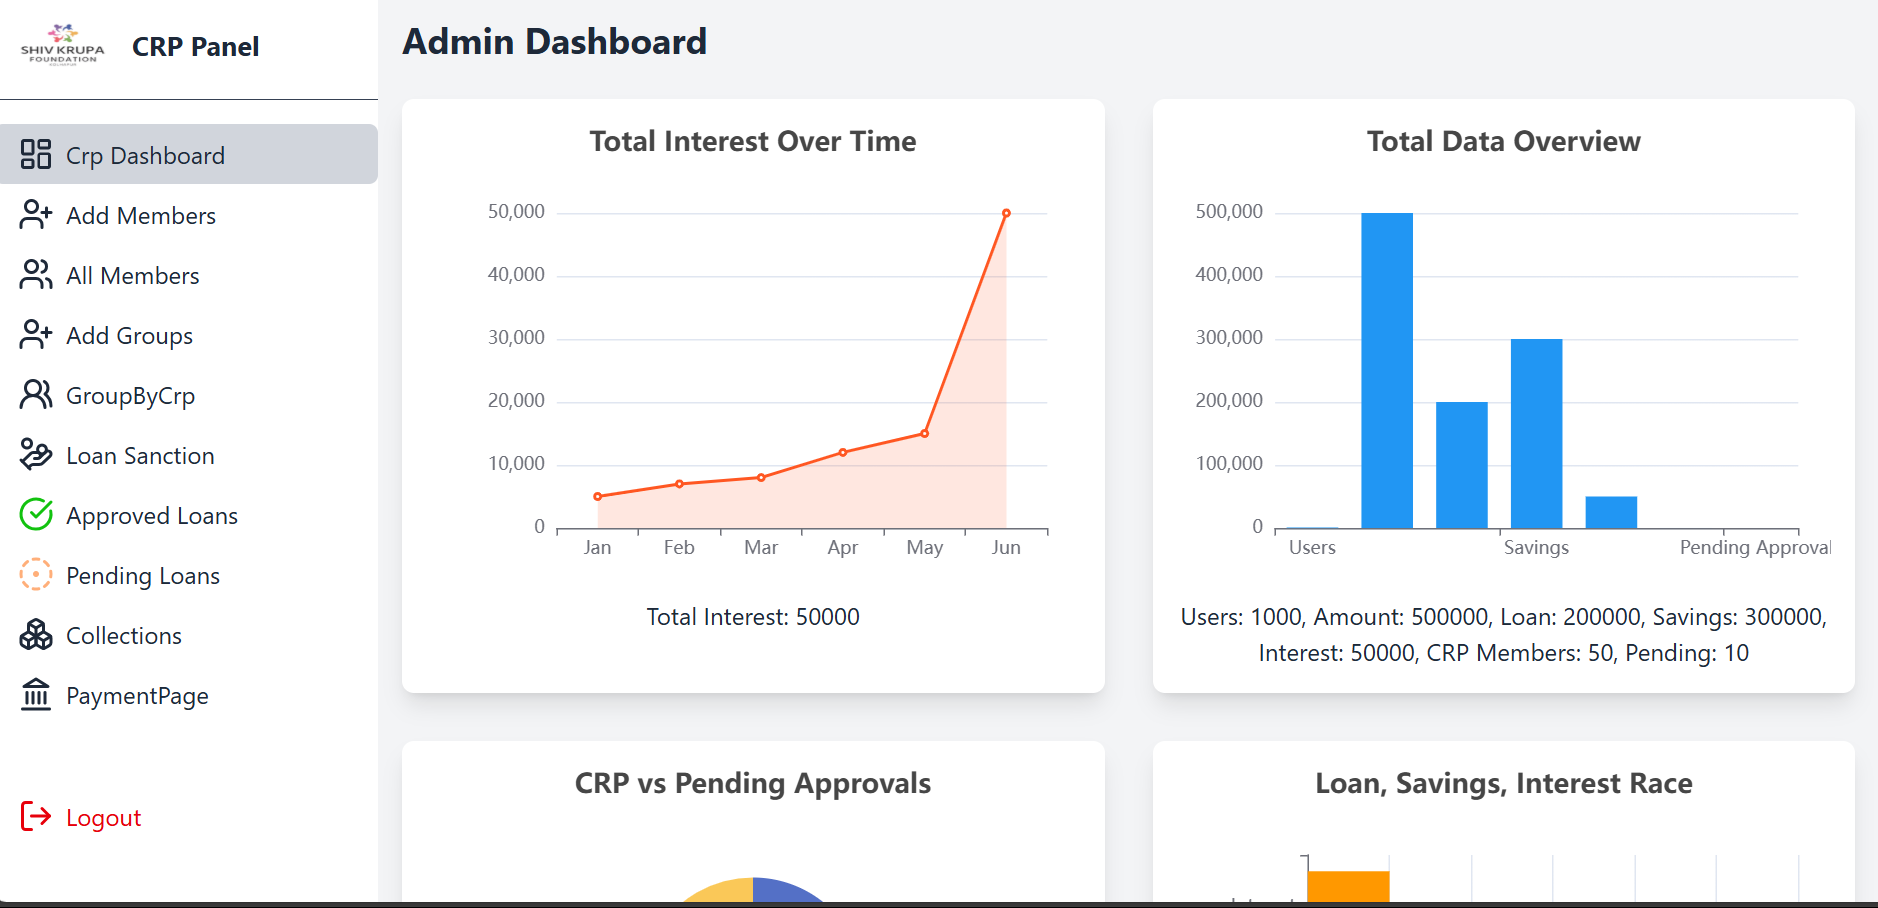 SHIV KRUPA
FOUNDATION
CRP Panel
Crp Dashboard
Add Members
All Members
Add Groups
GroupByCrp
Loan Sanction
Approved Loans
Pending Loans
Collections
PaymentPage
Logout
Admin Dashboard
Total Interest Over Time
50,000
40,000
30,000
20,000
10,000
0
Jan Feb Mar Apr May Jun
Total Interest: 50000
Total Data Overview
500,000
400,000
300,000
200,000
100,000
0
Users Savings Pending Approval
Users: 1000, Amount: 500000, Loan: 200000, Savings: 300000,
Interest: 50000, CRP Members: 50, Pending: 10
CRP vs Pending Approvals
Loan, Savings, Interest Race